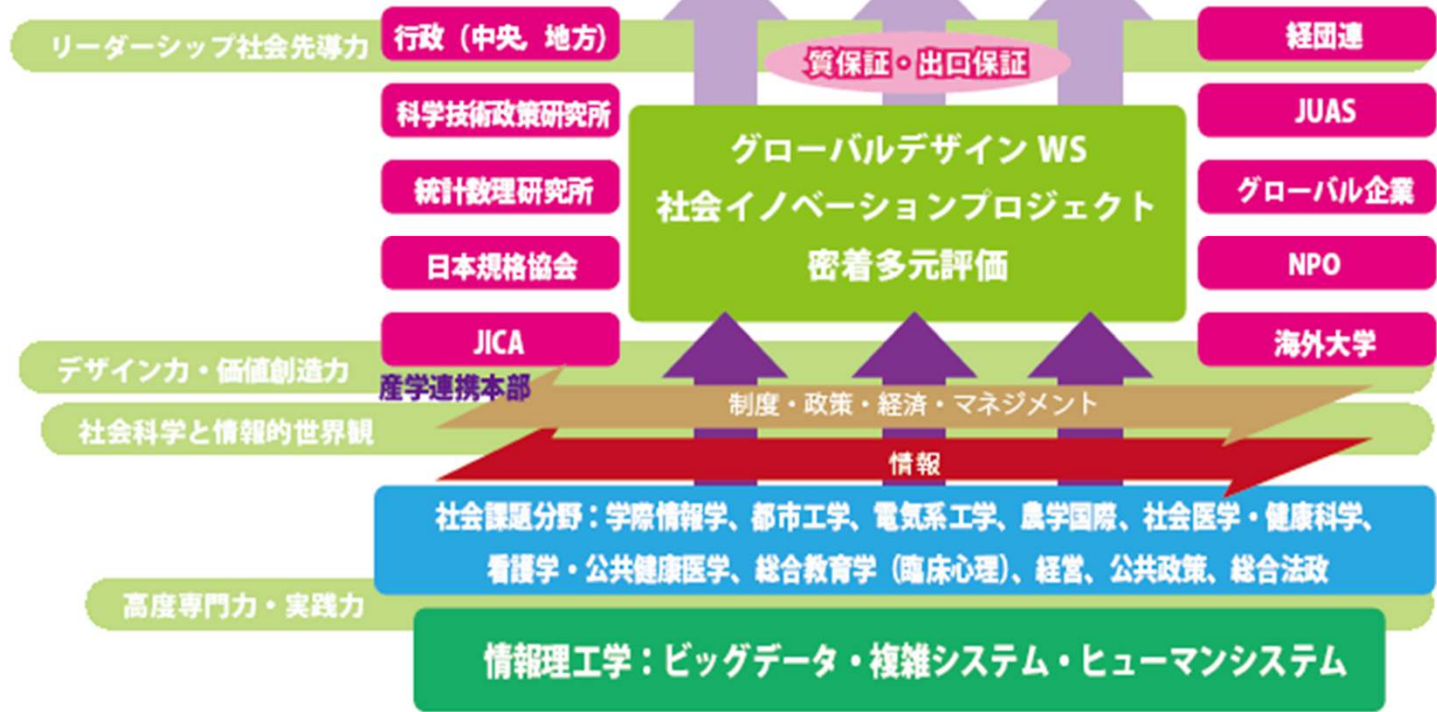 リーダーシップ社会先導力
行政（中央，地方）
質保証・出口保証
経団連
科学技術政策研究所
JUAS
グローバルデザイン WS
統計数理研究所
社会イノベーションプロジェクト
グローバル企業
日本規格協会
密着多元評価
NPO
JICA
海外大学
デザイン力・価値創造力
産学連携本部
制度・政策・経済・マネジメント
社会科学と情報的世界観
情報
社会課題分野：学際情報学、都市工学、電気系工学、農学国際、社会医学・健康科学、
看護学・公共健康医学、総合教育学（臨床心理）、経営、公共政策、総合法政
高度専門力・実践力
情報理工学：ビッグデータ・複雑システム・ヒューマンシステム